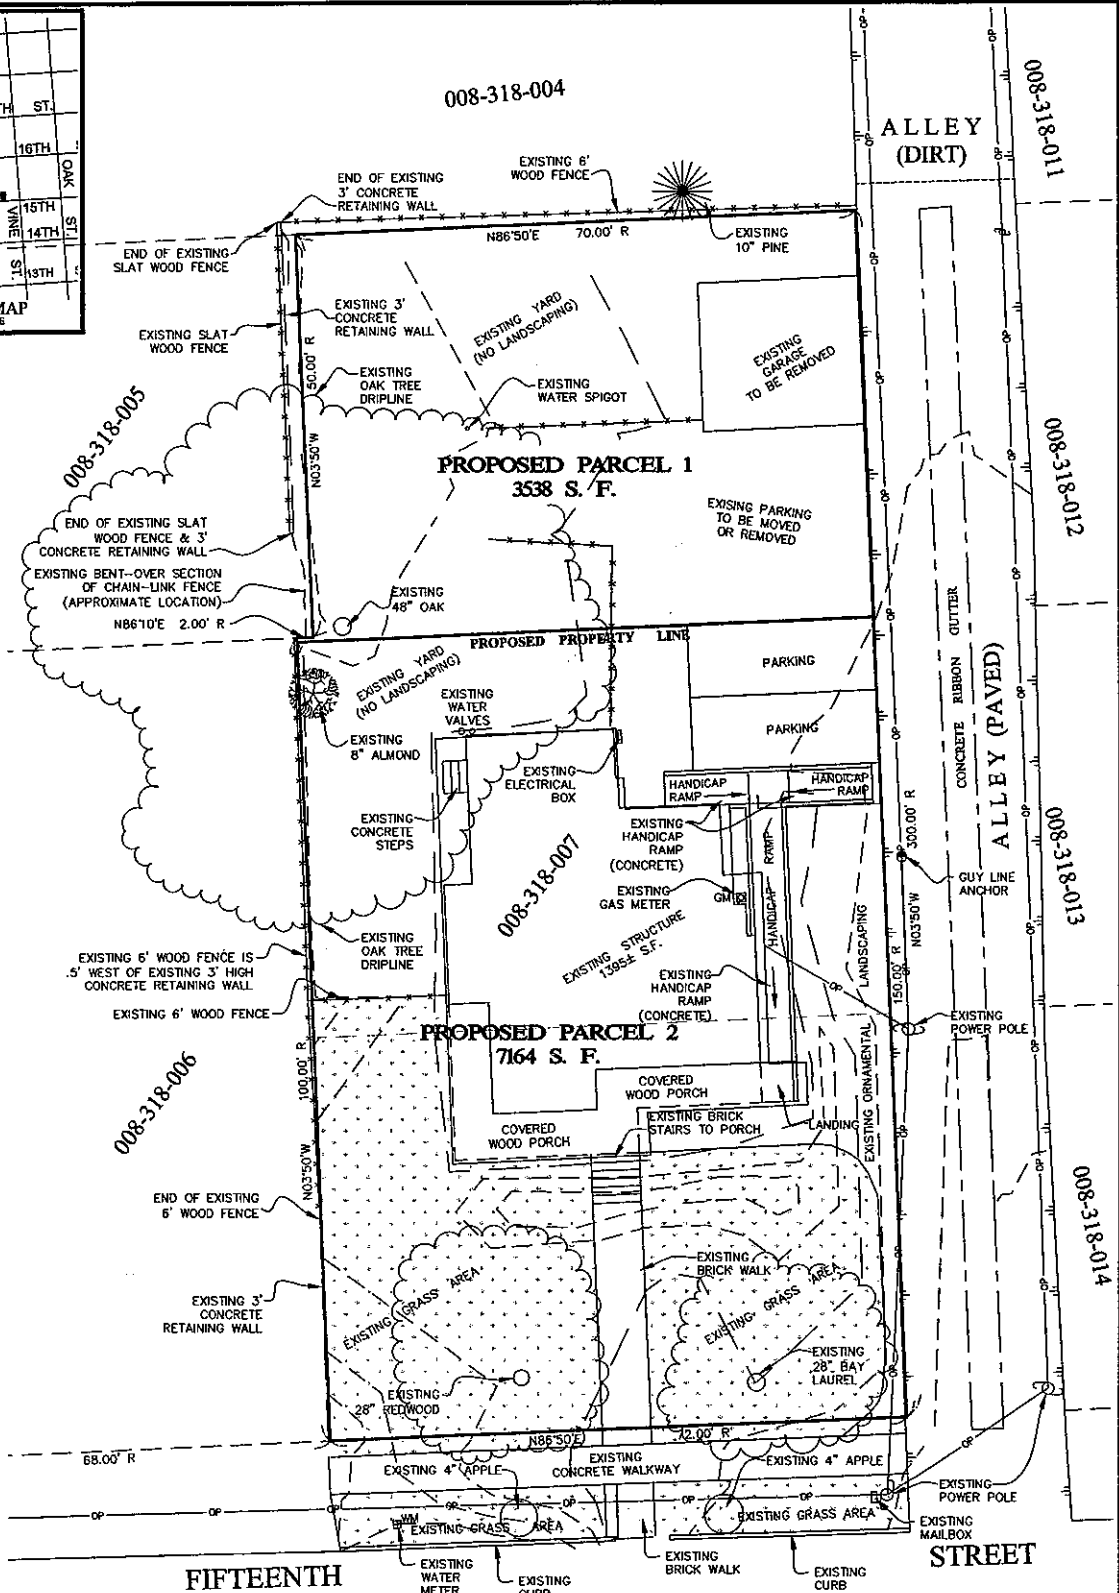 TH ST.
16TH
OAK ST.
15TH
VINE ST.
14TH
13TH
MAP
008-318-004
008-318-011
ALLEY
(DIRT)
END OF EXISTING
3' CONCRETE
RETAINING WALL
EXISTING 6'
WOOD FENCE
N86°50'E 70.00' R
EXISTING
10" PINE
END OF EXISTING
SLAT WOOD FENCE
EXISTING 3'
CONCRETE
RETAINING WALL
EXISTING SLAT
WOOD FENCE
EXISTING YARD
(NO LANDSCAPING)
EXISTING
GARAGE
TO BE REMOVED
50.00' R
N03°50'W
EXISTING
OAK TREE
DRIPLINE
EXISTING
WATER SPIGOT
008-318-005
008-318-012
PROPOSED PARCEL 1
3538 S. F.
EXISING PARKING
TO BE MOVED
OR REMOVED
END OF EXISTING SLAT
WOOD FENCE & 3'
CONCRETE RETAINING WALL
EXISTING BENT-OVER SECTION
OF CHAIN-LINK FENCE
(APPROXIMATE LOCATION)
N86°10'E 2.00' R
EXISTING
48" OAK
PROPOSED PROPERTY LINE
PARKING
PARKING
EXISTING YARD
(NO LANDSCAPING)
EXISTING
WATER
VALVES
EXISTING
8" ALMOND
EXISTING
ELECTRICAL
BOX
HANDICAP
RAMP
HANDICAP
RAMP
CONCRETE RIBBON GUTTER
ALLEY (PAVED)
300.00' R
N03°50'W
EXISTING
CONCRETE
STEPS
EXISTING
HANDICAP
RAMP
(CONCRETE)
HANDICAP RAMP
008-318-007
GUY LINE
ANCHOR
008-318-013
EXISTING
GAS METER
GM
EXISTING STRUCTURE
1395± S.F.
EXISTING
OAK TREE
DRIPLINE
EXISTING 6' WOOD FENCE IS
.5' WEST OF EXISTING 3' HIGH
CONCRETE RETAINING WALL
EXISTING
HANDICAP
RAMP
(CONCRETE)
EXISTING ORNAMENTAL LANDSCAPING
150.00' R
EXISTING 6' WOOD FENCE
EXISTING
POWER POLE
PROPOSED PARCEL 2
7164 S. F.
100.00' R
N03°50'W
008-318-006
COVERED
WOOD PORCH
COVERED
WOOD PORCH
EXISTING BRICK
STAIRS TO PORCH
LANDING
END OF EXISTING
6' WOOD FENCE
008-318-014
EXISTING
BRICK WALK
EXISTING GRASS AREA
EXISTING GRASS AREA
EXISTING 3'
CONCRETE
RETAINING WALL
EXISTING
28" REDWOOD
EXISTING
28" BAY
LAUREL
N86°50'E 72.00' R
68.00' R
EXISTING
CONCRETE WALKWAY
EXISTING 4" APPLE
EXISTING 4" APPLE
EXISTING
POWER POLE
WM
EXISTING GRASS AREA
EXISTING GRASS AREA
EXISTING
MAILBOX
FIFTEENTH STREET
EXISTING
WATER
METER
EXISTING
CURB
EXISTING
BRICK WALK
EXISTING
CURB
OP